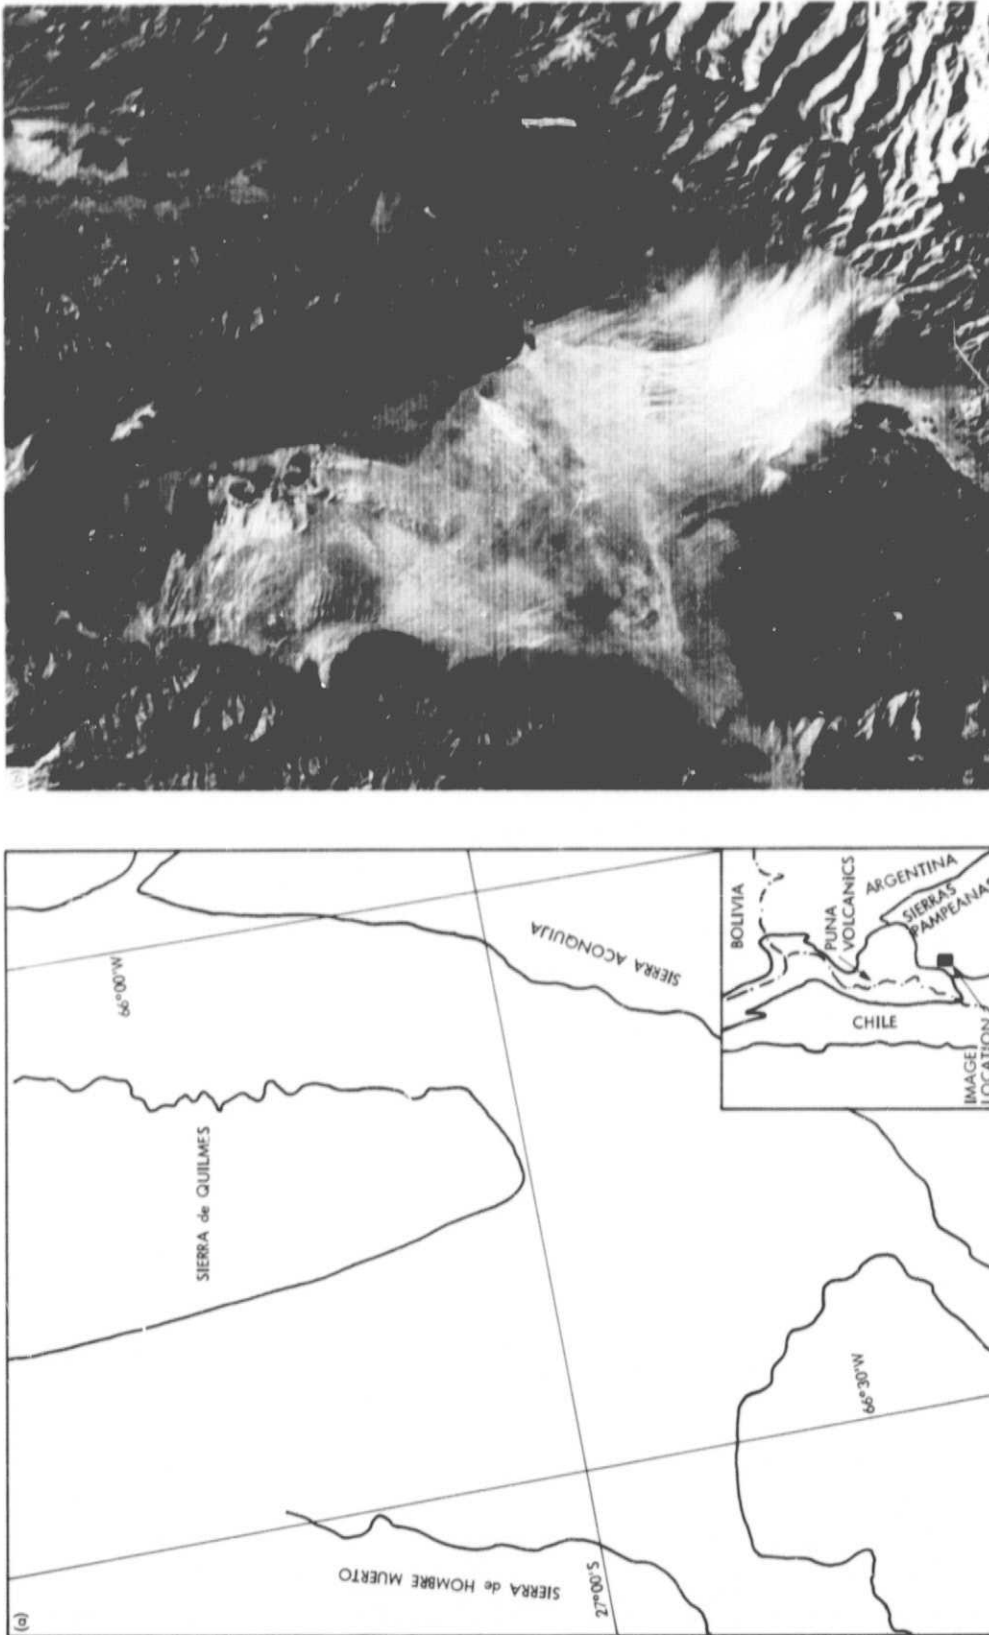 (a)
66°00'W
SIERRA ACONQUIJA
SIERRA de QUILMES
SIERRA de HOMBRE MUERTO
27°00'S
66°30'W
BOLIVIA
PUNA
VOLCANICS
ARGENTINA
SIERRAS
PAMPEANAS
CHILE
IMAGE
LOCATION